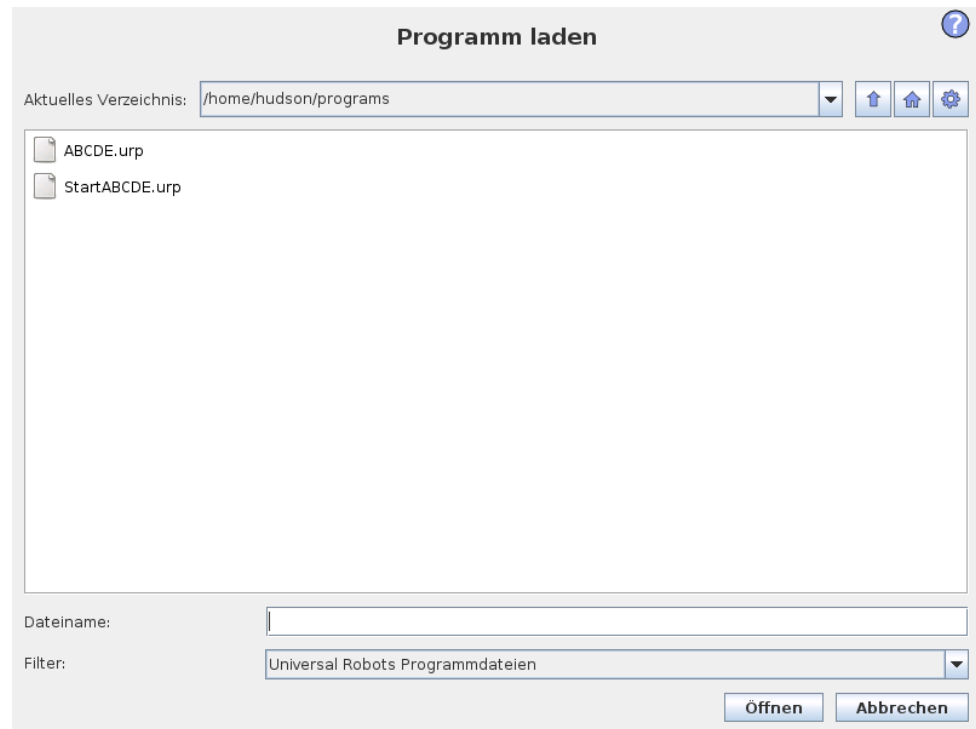 Programm laden
?
Aktuelles Verzeichnis: /home/hudson/programs
ABCDE.urp
StartABCDE.urp
Dateiname:
Filter: Universal Robots Programmdateien
Öffnen Abbrechen